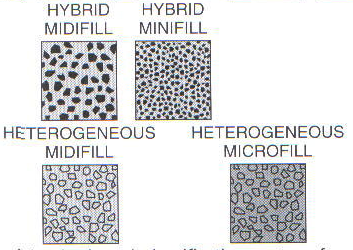 HYBRID
MIDIFILL
HYBRID
MINIFILL
HETEROGENEOUS
MIDIFILL
HETEROGENEOUS
MICROFILL